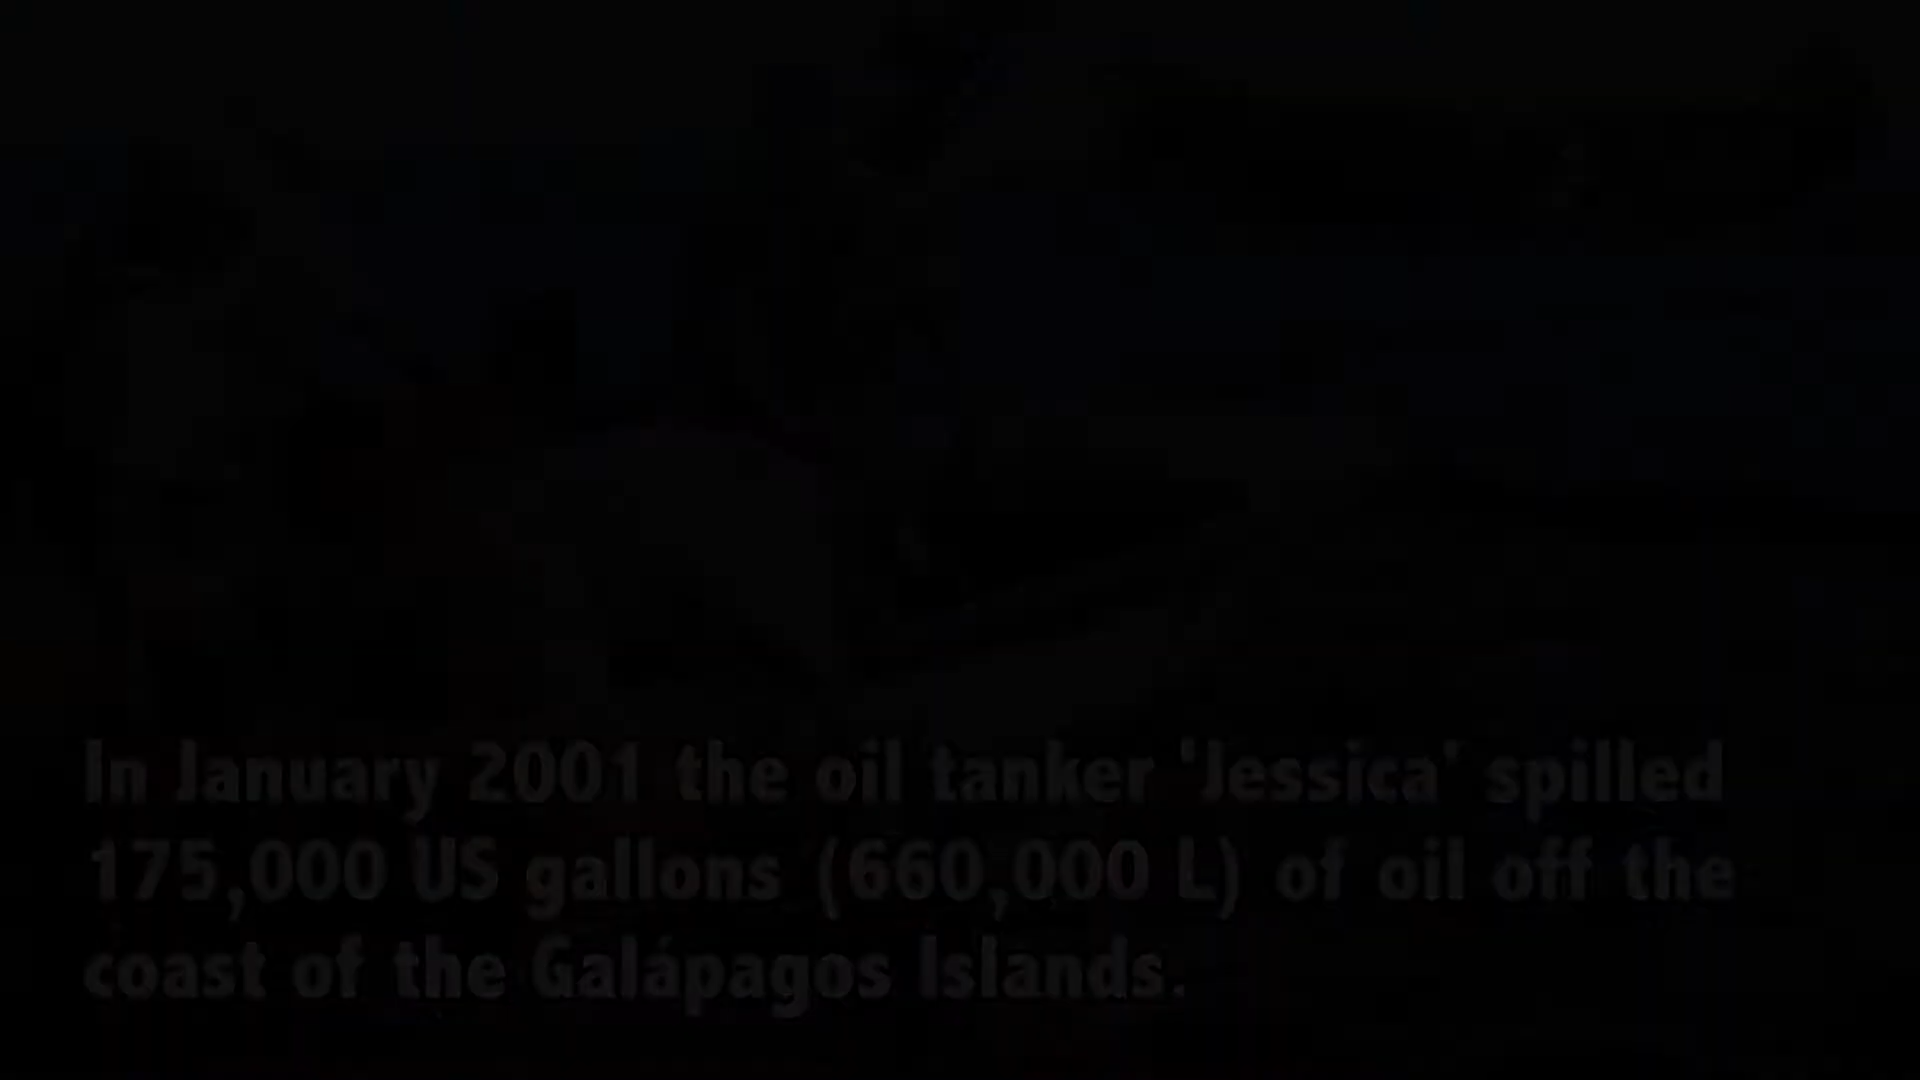 In January 2001 the oil tanker 'Jessica' spilled
175,000 US gallons (660,000 L) of oil off the
coast of the Galápagos Islands.